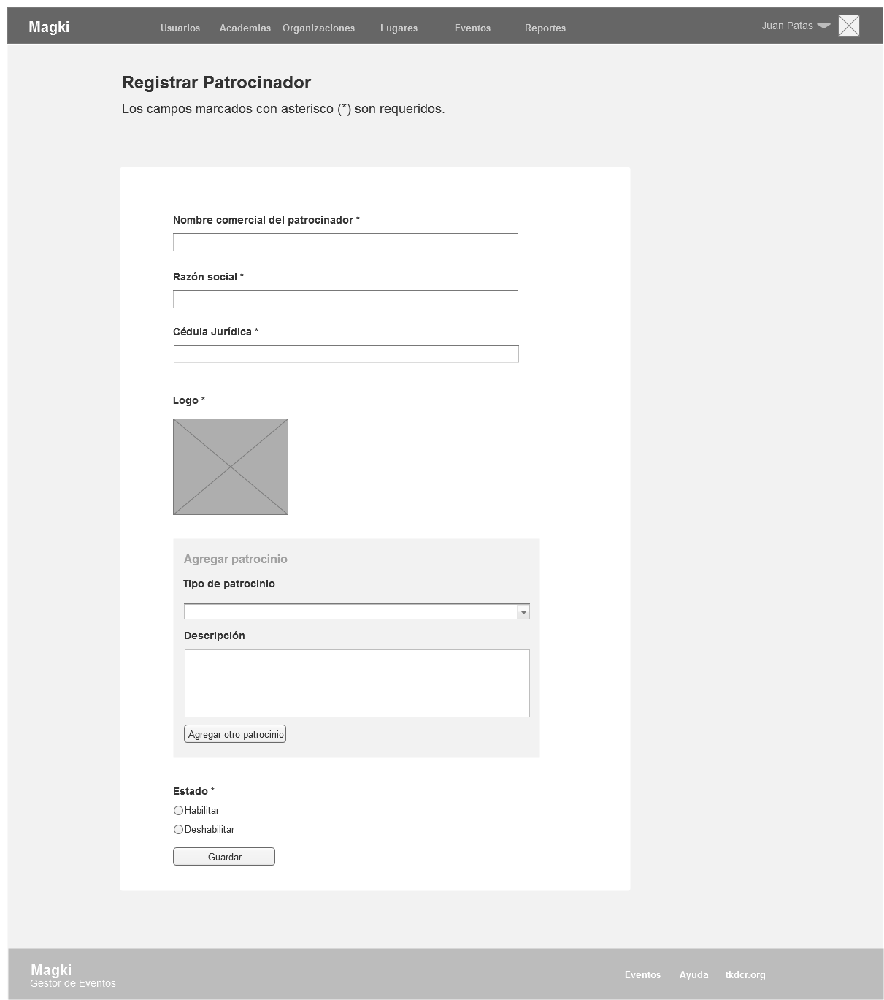 Magki
Usuarios Academias Organizaciones Lugares Eventos Reportes
Juan Patas
Registrar Patrocinador
Los campos marcados con asterisco (*) son requeridos.
Nombre comercial del patrocinador *
Razón social *
Cédula Jurídica *
Logo *
Agregar patrocinio
Tipo de patrocinio
Descripción
Agregar otro patrocinio
Estado *
Habilitar
Deshabilitar
Guardar
Magki
Gestor de Eventos
Eventos Ayuda tkdcr.org